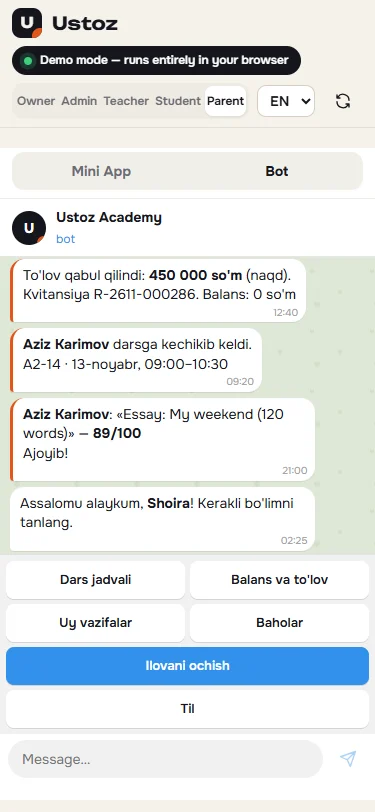 U Ustoz
Demo mode — runs entirely in your browser
Owner Admin Teacher Student Parent EN
Mini App Bot
U Ustoz Academy
bot
To'lov qabul qilindi: 450 000 so'm (naqd).
Kvitansiya R-2611-000286. Balans: 0 so'm
12:40
Aziz Karimov darsga kechikib keldi.
A2-14 · 13-noyabr, 09:00–10:30
09:20
Aziz Karimov: «Essay: My weekend (120
words)» — 89/100
Ajoyib!
21:00
Assalomu alaykum, Shoira! Kerakli bo'limni
tanlang.
02:25
Dars jadvali Balans va to'lov
Uy vazifalar Baholar
Ilovani ochish
Til
Message...